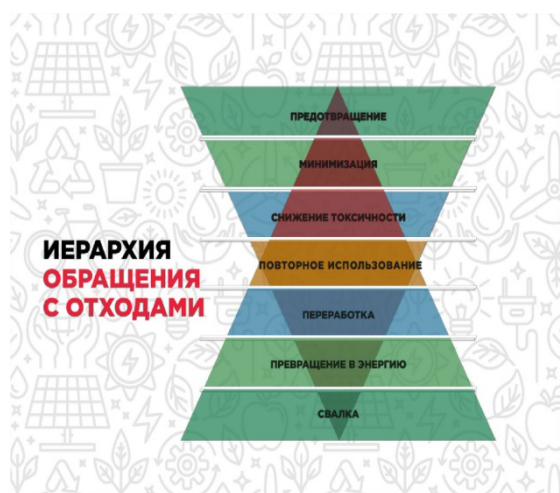 ПРЕДОТВРАЩЕНИЕ
МИНИМИЗАЦИЯ
СНИЖЕНИЕ ТОКСИЧНОСТИ
ИЕРАРХИЯ
ОБРАЩЕНИЯ
С ОТХОДАМИ
ПОВТОРНОЕ ИСПОЛЬЗОВАНИЕ
ПЕРЕРАБОТКА
ПРЕВРАЩЕНИЕ В ЭНЕРГИЮ
СВАЛКА